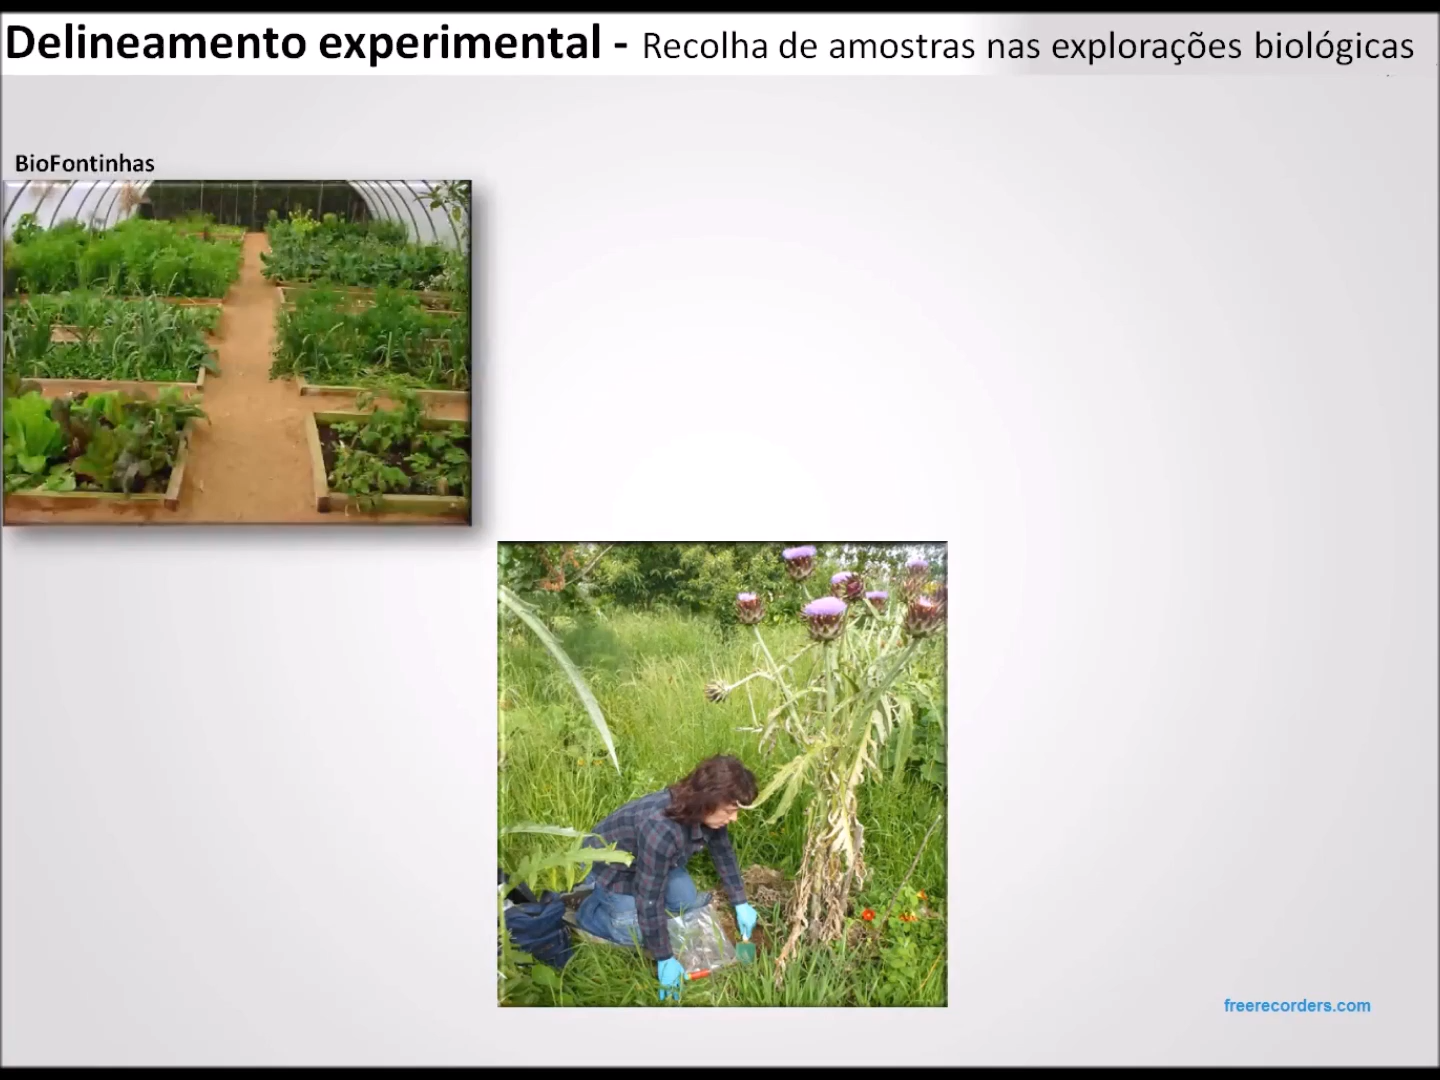 Delineamento experimental - Recolha de amostras nas explorações biológicas
BioFontinhas
freerecorders.com